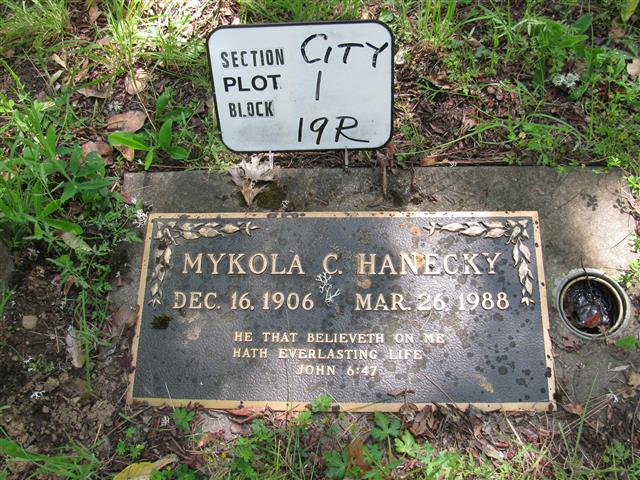 SECTION CITY
PLOT 1
BLOCK 19R
MYKOLA C. HANECKY
DEC. 16, 1906 MAR. 26, 1988
HE THAT BELIEVETH ON ME
HATH EVERLASTING LIFE
JOHN 6:47